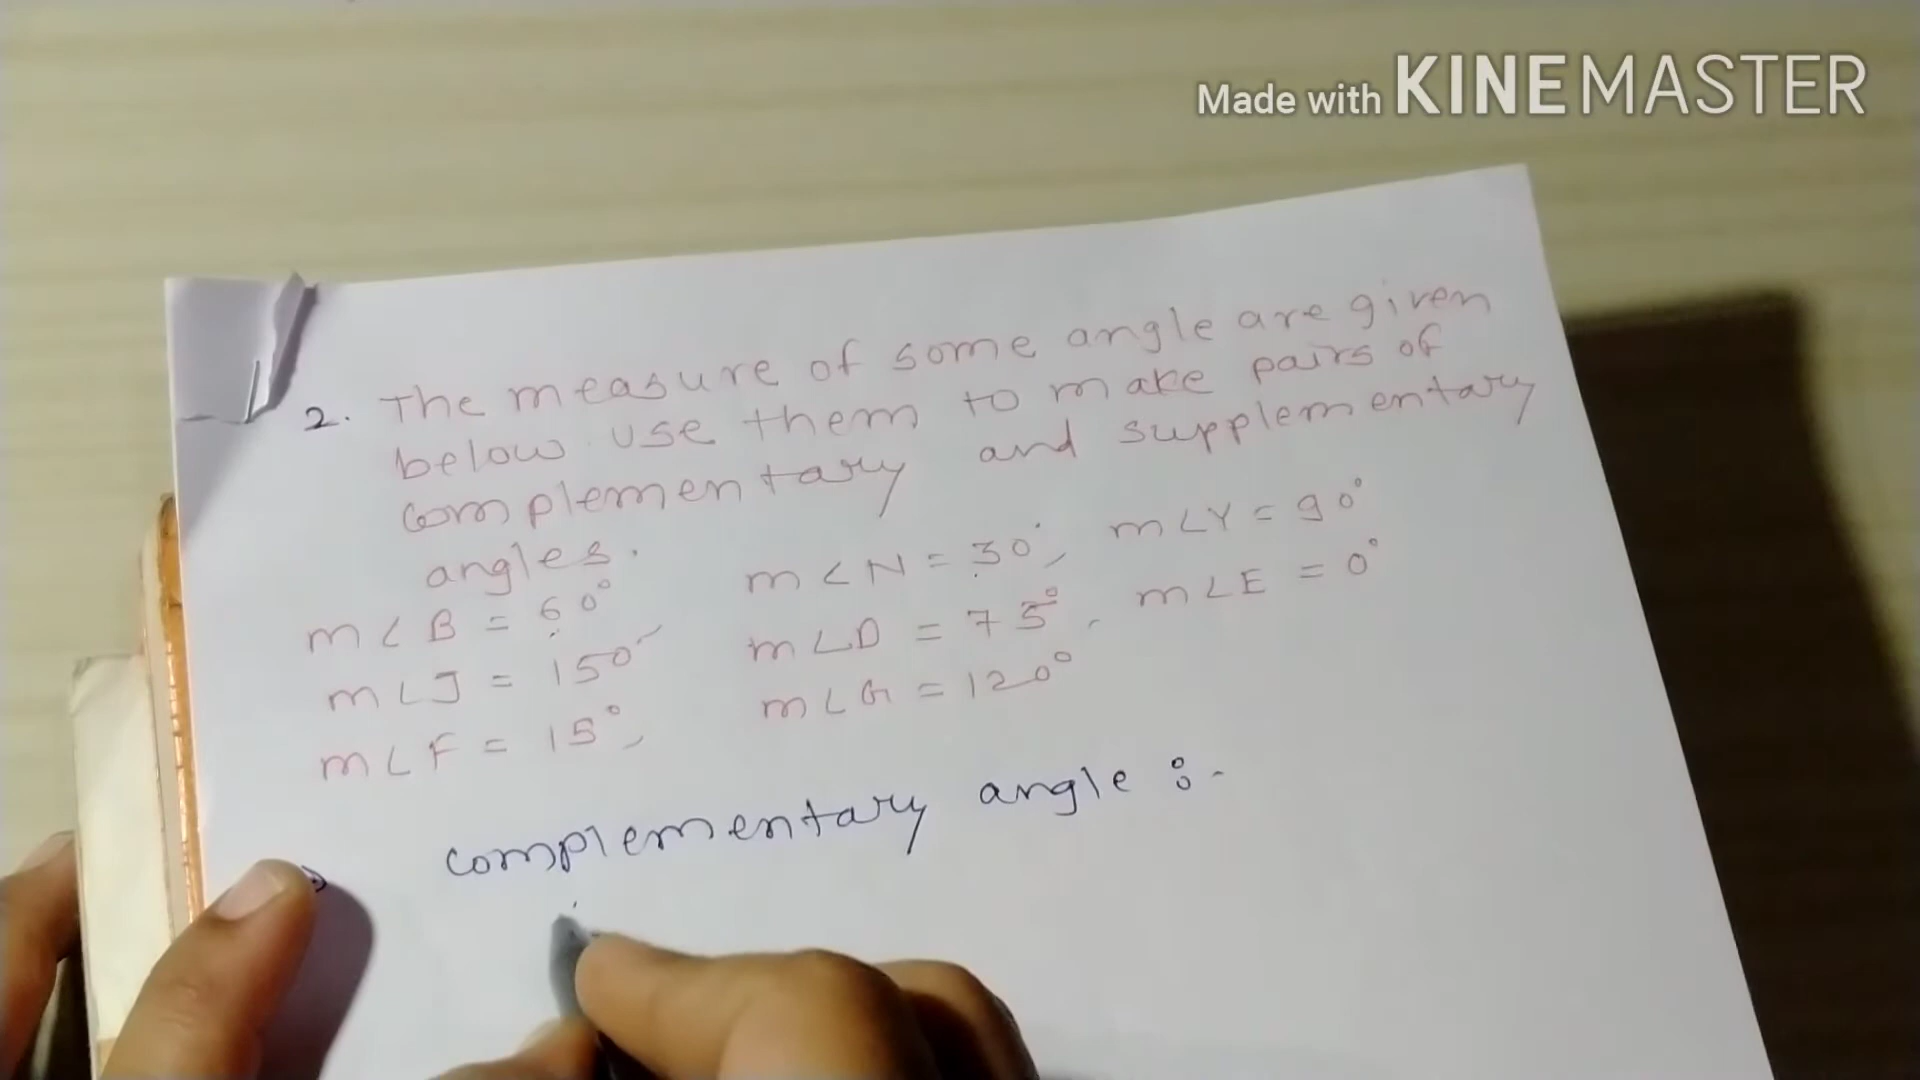 Made with KINEMASTER
2. The measure of some angle are given
below. use them to make pairs of
complementary and supplementary
angles.
m∠B = 60° m∠N = 30°, m∠Y = 90°
m∠J = 150° m∠D = 75°, m∠E = 0°
m∠F = 15°, m∠G = 120°
complementary angle :-